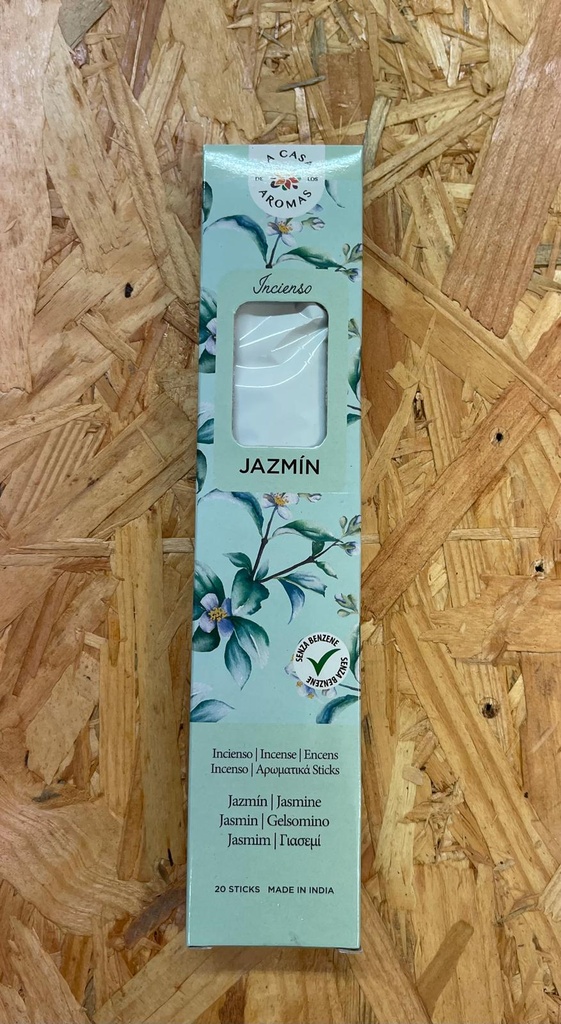 A CASA
DE LOS
AROMAS
Incienso
JAZMÍN
SENZA BENZENE
SENZA BENZENE
Incienso | Incense | Encens
Incenso | Αρωματικά Sticks
Jazmín | Jasmine
Jasmin | Gelsomino
Jasmim | Γιασεμί
20 STICKS MADE IN INDIA